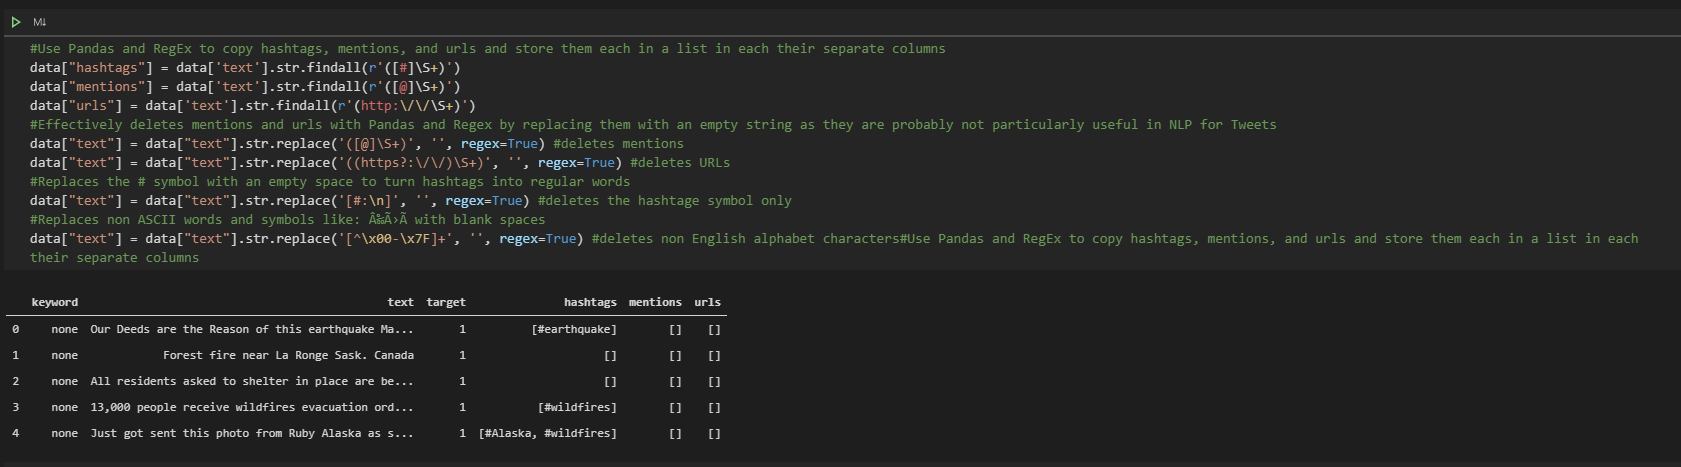 M↓
#Use Pandas and RegEx to copy hashtags, mentions, and urls and store them each in a list in each their separate columns
data["hashtags"] = data['text'].str.findall(r'([#]\S+)')
data["mentions"] = data['text'].str.findall(r'([@]\S+)')
data["urls"] = data['text'].str.findall(r'(http:\/\/\S+)')
#Effectively deletes mentions and urls with Pandas and Regex by replacing them with an empty string as they are probably not particularly useful in NLP for Tweets
data["text"] = data["text"].str.replace('([@]\S+)', '', regex=True) #deletes mentions
data["text"] = data["text"].str.replace('((https?:\/\/)\S+)', '', regex=True) #deletes URLs
#Replaces the # symbol with an empty space to turn hashtags into regular words
data["text"] = data["text"].str.replace('[#:\n]', '', regex=True) #deletes the hashtage symbol only
#Replaces non ASCII words and symbols like: Â‰Ã›Ã with blank spaces
data["text"] = data["text"].str.replace('[^\x00-\x7F]+', '', regex=True) #deletes non English alphabet characters#Use Pandas and RegEx to copy hashtags, mentions, and urls and store them each in a list in each
their separate columns
keyword text target hashtags mentions urls
0 none Our Deeds are the Reason of this earthquake Ma... 1 [#earthquake] [] []
1 none Forest fire near La Ronge Sask. Canada 1 [] [] []
2 none All residents asked to shelter in place are be... 1 [] [] []
3 none 13,000 people receive wildfires evacuation ord... 1 [#wildfires] [] []
4 none Just got sent this photo from Ruby Alaska as s... 1 [#Alaska, #wildfires] [] []